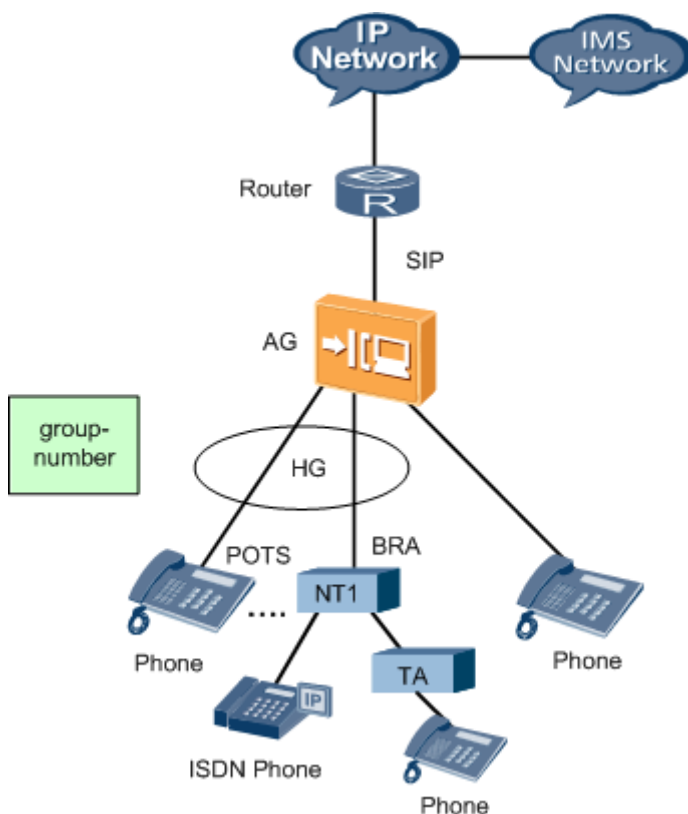 IP
Network
IMS
Network
Router
R
SIP
AG
group-
number
HG
POTS
BRA
....
NT1
Phone
TA
Phone
IP
ISDN Phone
Phone